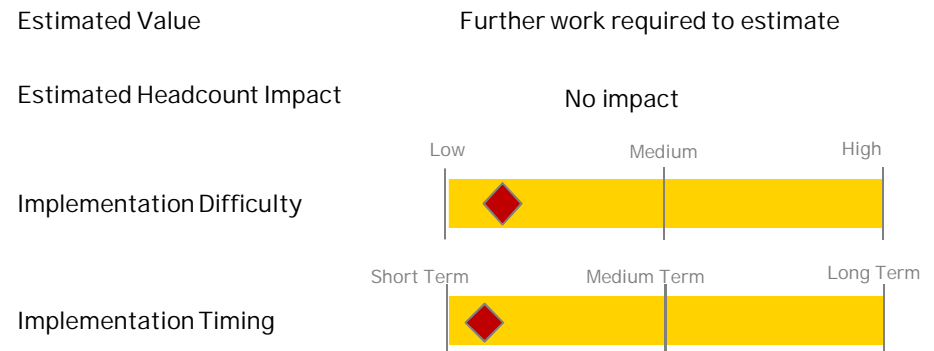 Estimated Value Further work required to estimate
Estimated Headcount Impact No impact
Low Medium High
Implementation Difficulty
Short Term Medium Term Long Term
Implementation Timing